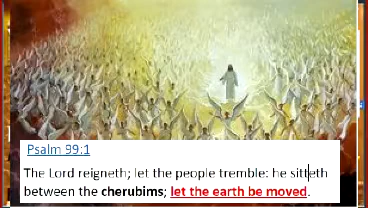 Psalm 99:1
The Lord reigneth; let the people tremble: he sitteth
between the cherubims; let the earth be moved.